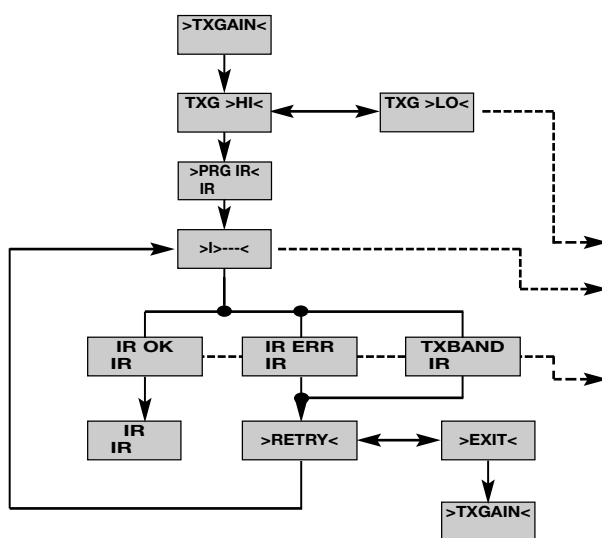 >TXGAIN<
TXG >HI<
TXG >LO<
>PRG IR<
IR
>I>---<
IR OK
IR
IR ERR
IR
TXBAND
IR
IR
IR
>RETRY<
>EXIT<
>TXGAIN<